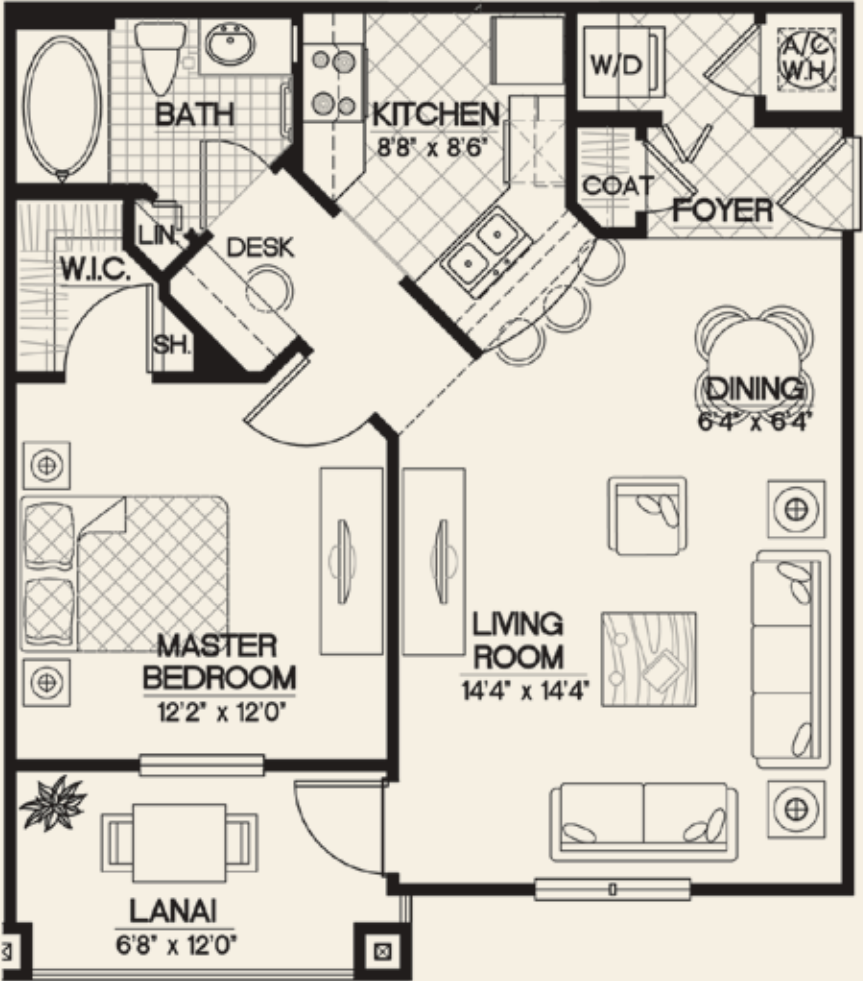 BATH
KITCHEN
8'8" x 8'6"
W/D
A/C
W.H
COAT
FOYER
LIN.
DESK
W.I.C.
SH.
DINING
6'4" x 6'4"
MASTER
BEDROOM
12'2" x 12'0"
LIVING
ROOM
14'4" x 14'4"
LANAI
6'8" x 12'0"